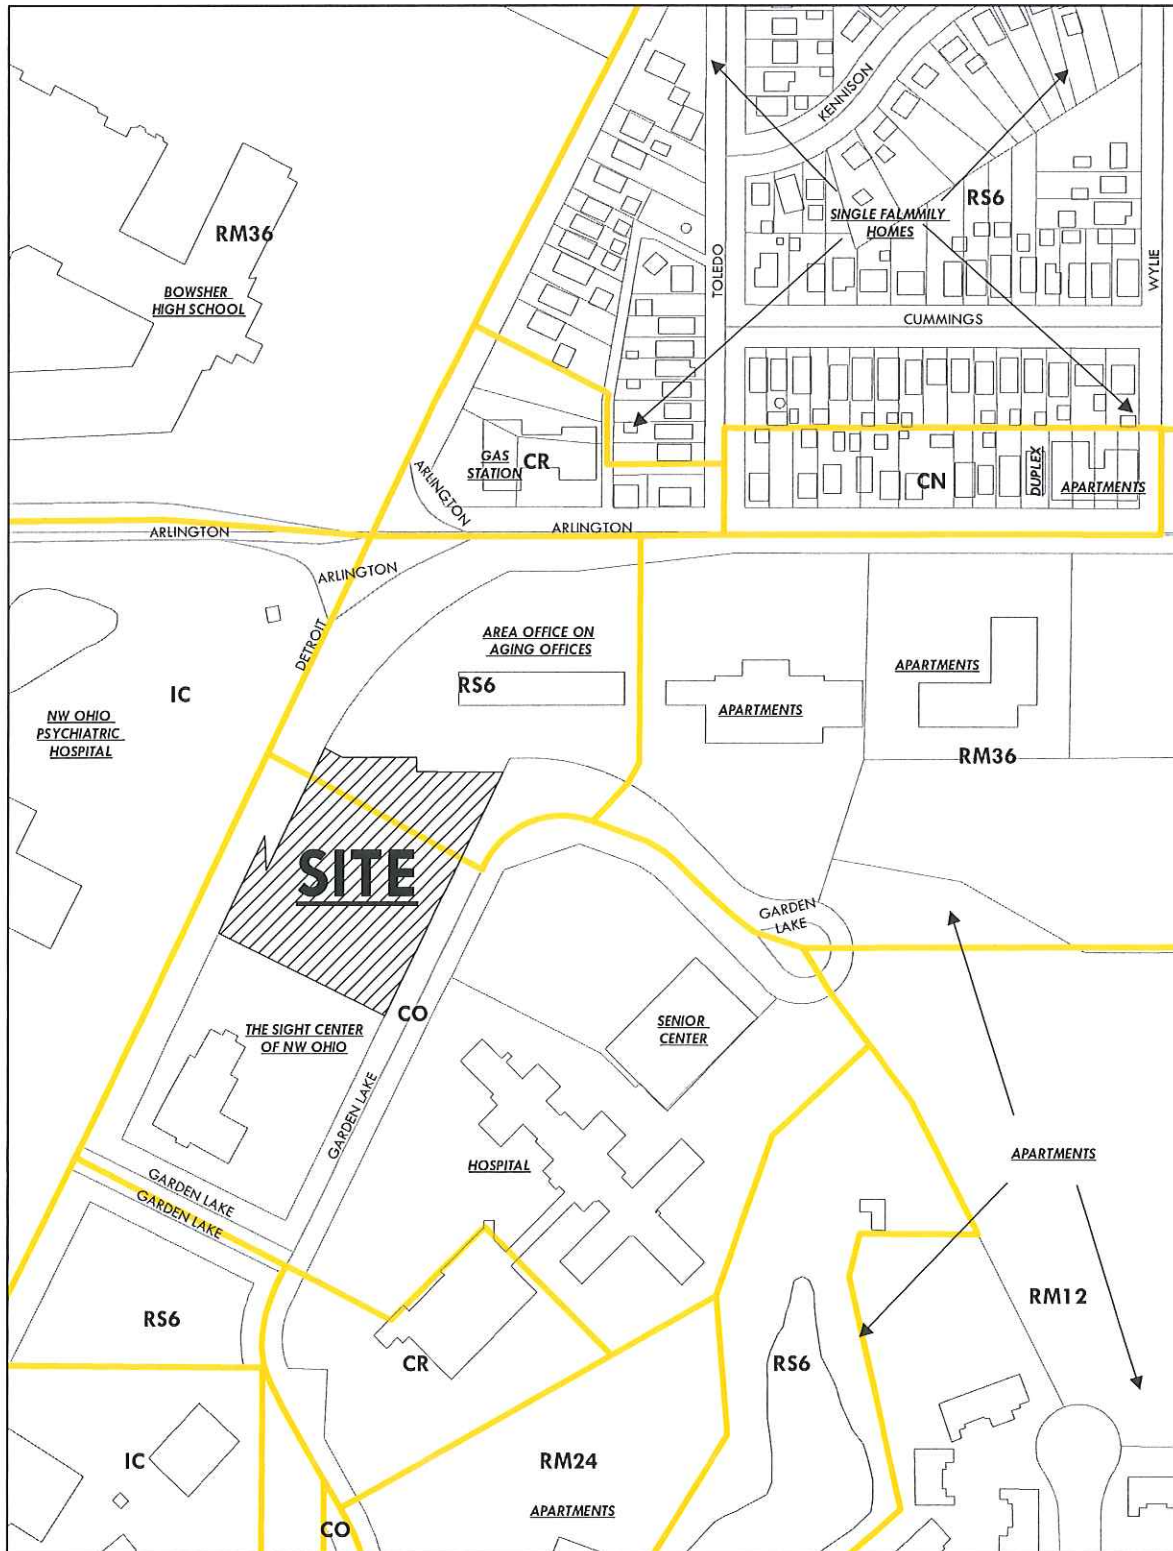 KENNISON
RM36
BOWSHER
HIGH SCHOOL
RS6
SINGLE FALMMILY
HOMES
TOLEDO
WYLIE
CUMMINGS
GAS
STATION
CR
ARLINGTON
CN
DUPLEX
APARTMENTS
ARLINGTON
ARLINGTON
ARLINGTON
DETROIT
AREA OFFICE ON
AGING OFFICES
RS6
APARTMENTS
APARTMENTS
RM36
IC
NW OHIO
PSYCHIATRIC
HOSPITAL
SITE
GARDEN
LAKE
CO
THE SIGHT CENTER
OF NW OHIO
SENIOR
CENTER
GARDEN LAKE
HOSPITAL
APARTMENTS
GARDEN LAKE
GARDEN LAKE
RS6
CR
RS6
RM12
IC
RM24
APARTMENTS
CO